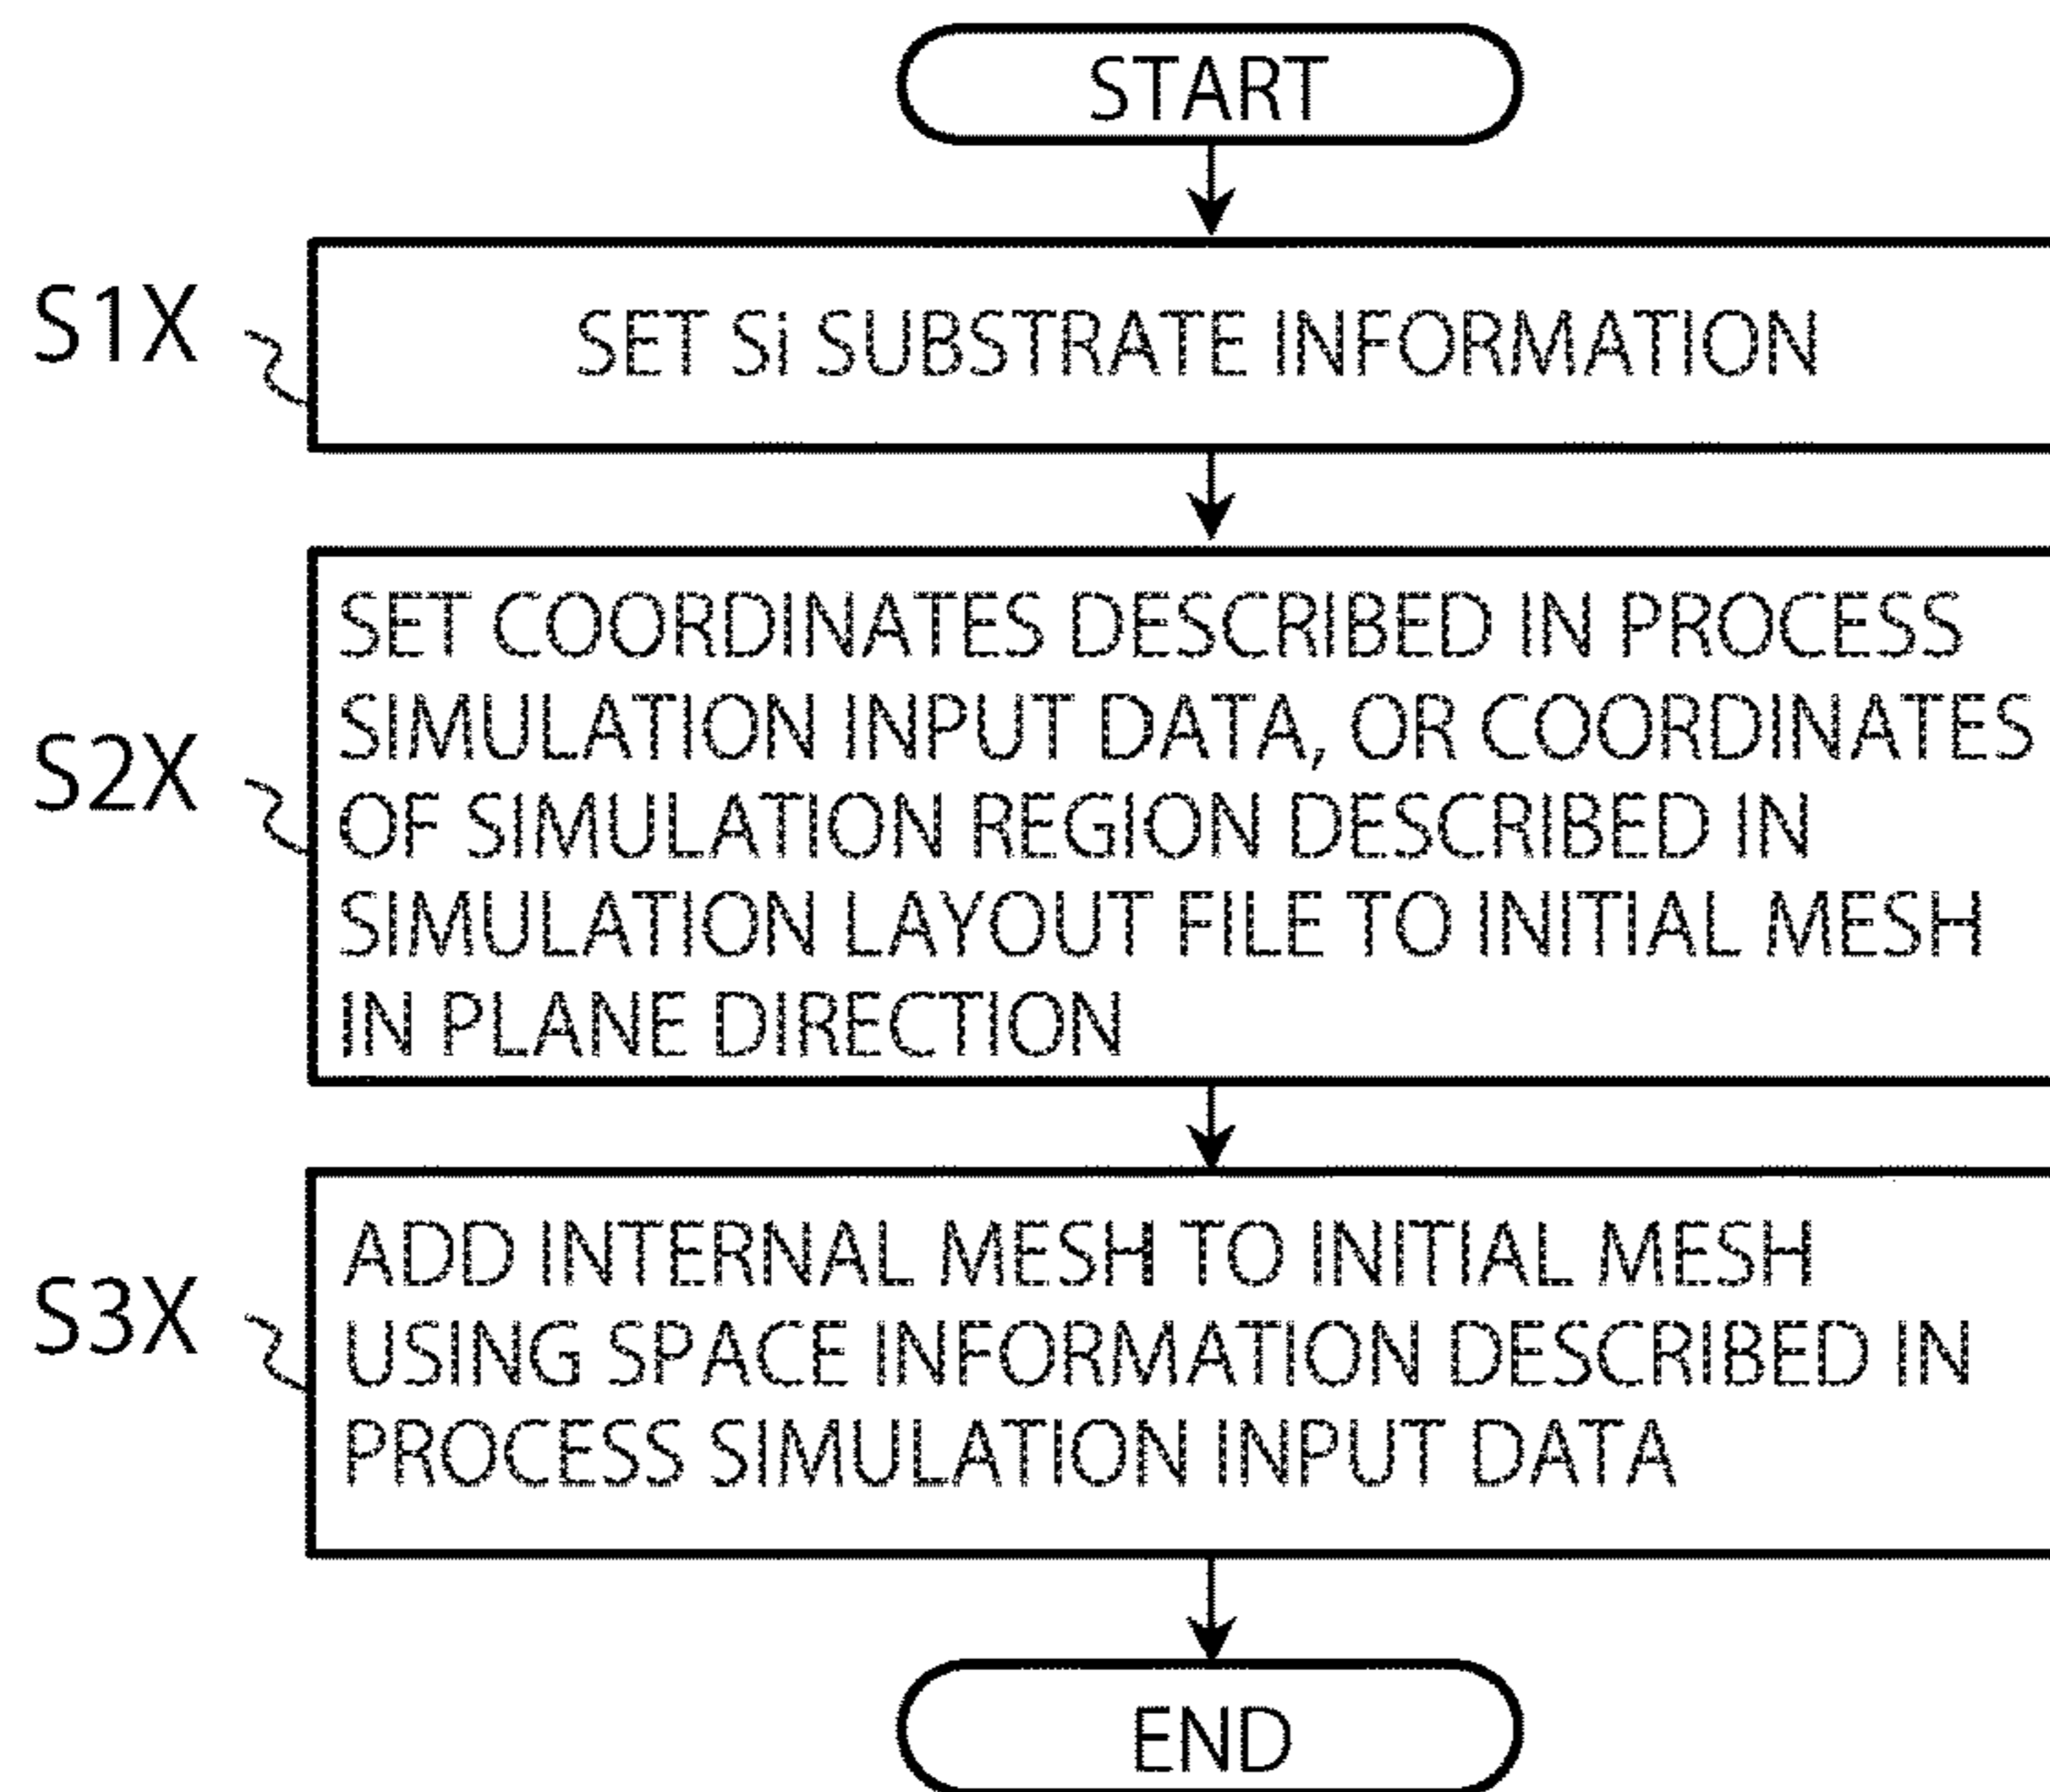 START
S1X
SET Si SUBSTRATE INFORMATION
S2X
SET COORDINATES DESCRIBED IN PROCESS
SIMULATION INPUT DATA, OR COORDINATES
OF SIMULATION REGION DESCRIBED IN
SIMULATION LAYOUT FILE TO INITIAL MESH
IN PLANE DIRECTION
S3X
ADD INTERNAL MESH TO INITIAL MESH
USING SPACE INFORMATION DESCRIBED IN
PROCESS SIMULATION INPUT DATA
END